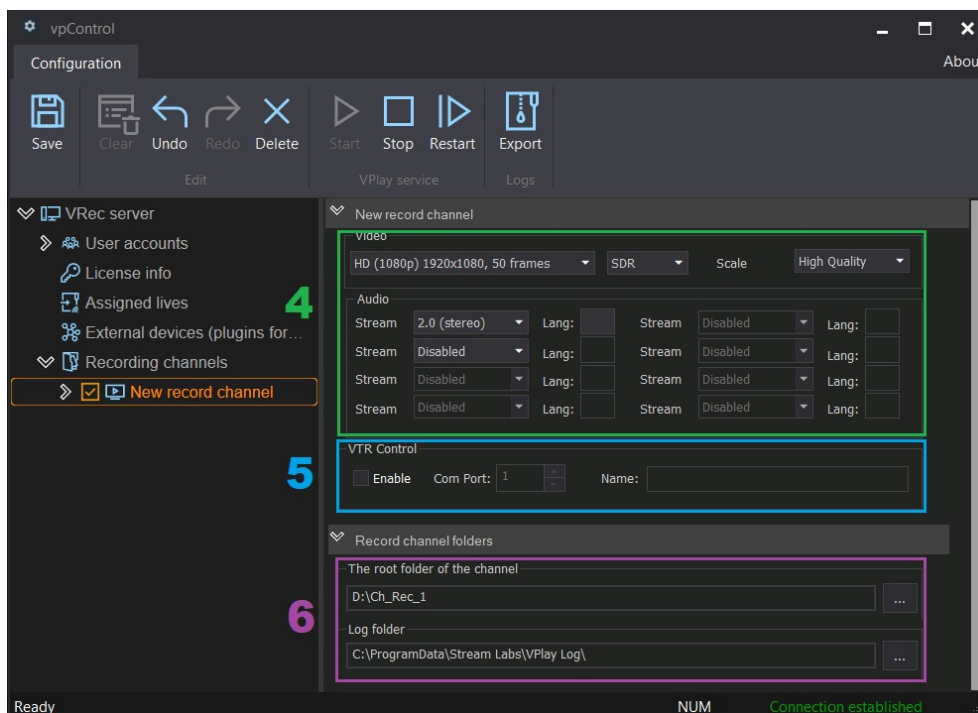 vpControl
Configuration
Abou
Save Clear Undo Redo Delete Start Stop Restart Export
Edit VPlay service Logs
VRec server
User accounts
License info
Assigned lives
External devices (plugins for...
Recording channels
New record channel
New record channel
4
Video
HD (1080p) 1920x1080, 50 frames SDR Scale High Quality
Audio
Stream 2.0 (stereo) Lang: Stream Disabled Lang:
Stream Disabled Lang: Stream Disabled Lang:
Stream Disabled Lang: Stream Disabled Lang:
Stream Disabled Lang: Stream Disabled Lang:
5
VTR Control
Enable Com Port: 1 Name:
Record channel folders
6
The root folder of the channel
D:\Ch_Rec_1 ...
Log folder
C:\ProgramData\Stream Labs\VPlay Log\ ...
Ready NUM Connection established